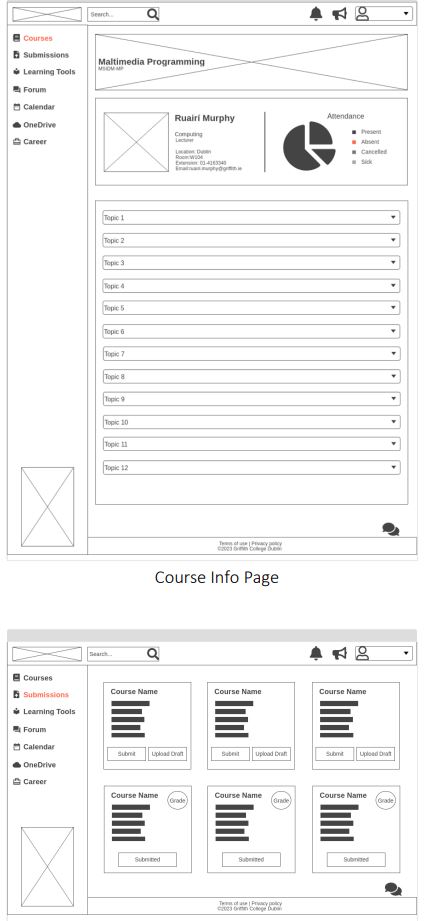 Search...
Courses
Submissions
Learning Tools
Forum
Calendar
OneDrive
Career
Maltimedia Programming
MSIDM-MP
Ruairí Murphy
Computing
Lecturer
Location: Dublin
Room:W104
Extension: 01-4163348
Email:ruairi.murphy@griffith.ie
Attendance
Present
Absent
Cancelled
Sick
Topic 1
Topic 2
Topic 3
Topic 4
Topic 5
Topic 6
Topic 7
Topic 8
Topic 9
Topic 10
Topic 11
Topic 12
Terms of use | Privacy policy
©2023 Griffith College Dublin
Course Info Page
Search...
Courses
Submissions
Learning Tools
Forum
Calendar
OneDrive
Career
Course Name
Submit Upload Draft
Course Name
Submit Upload Draft
Course Name
Submit Upload Draft
Course Name
Grade
Submitted
Course Name
Grade
Submitted
Course Name
Grade
Submitted
Terms of use | Privacy policy
©2023 Griffith College Dublin